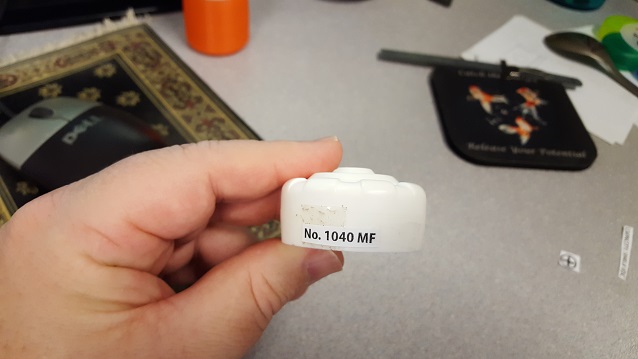 DELL
No. 1040 MF
Release Your Potential